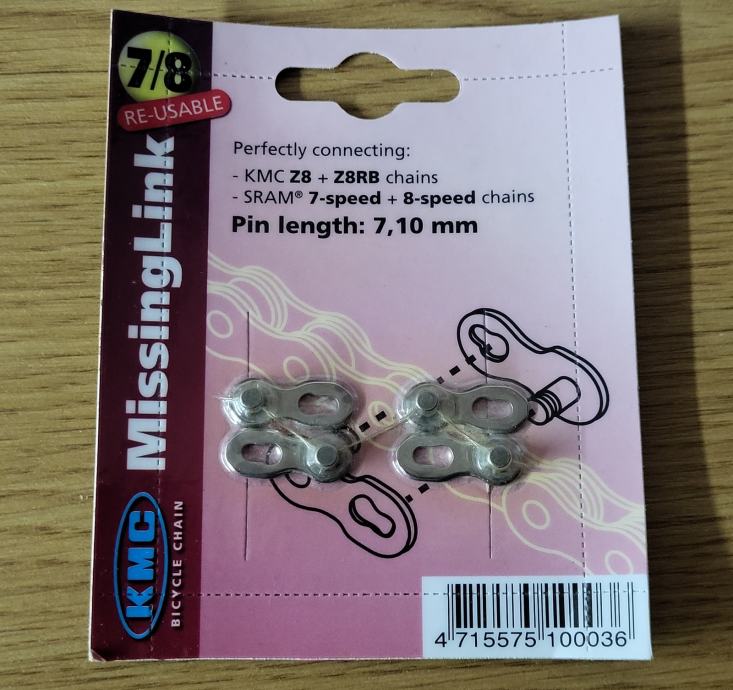 7/8
RE-USABLE
MissingLink
KMC
BICYCLE CHAIN
Perfectly connecting:
- KMC Z8 + Z8RB chains
- SRAM® 7-speed + 8-speed chains
Pin length: 7,10 mm
4 715575 100036